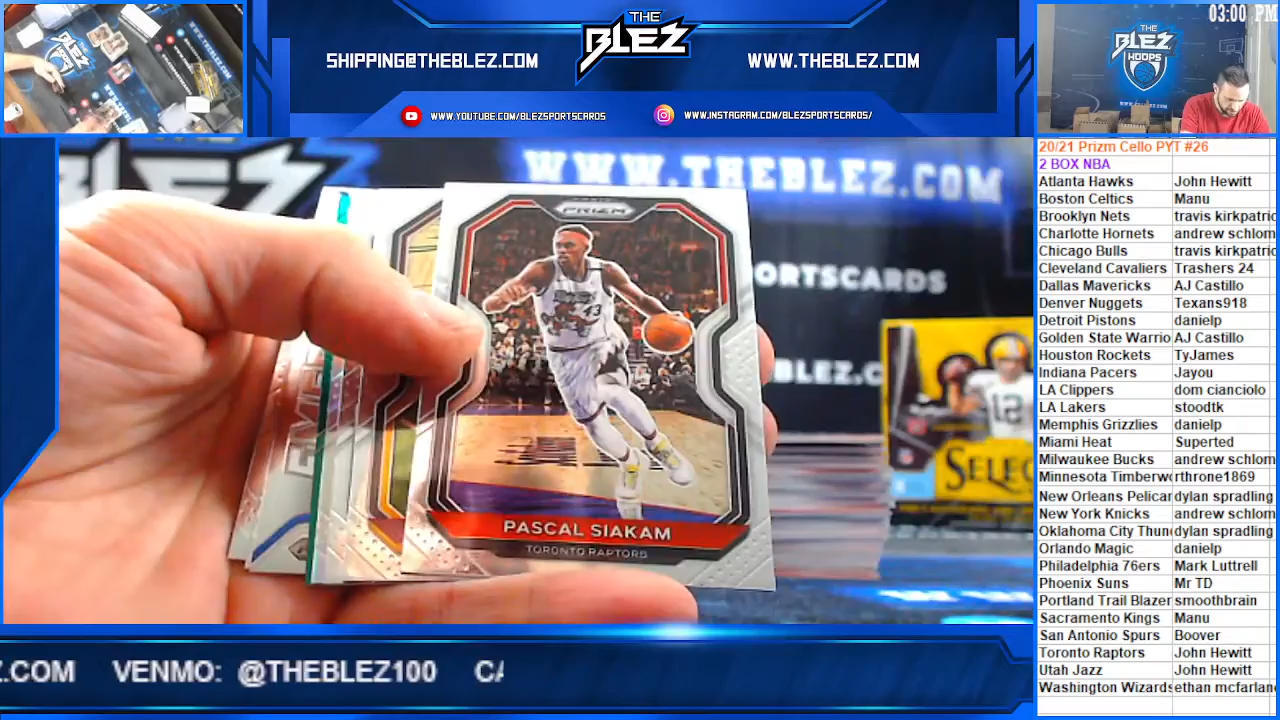 THE
BLEZ
SHIPPING@THEBLEZ.COM
WWW.THEBLEZ.COM
WWW.YOUTUBE.COM/BLEZSPORTSCARDS
WWW.INSTAGRAM.COM/BLEZSPORTSCARDS/
03:00 PM
THE
BLEZ
HOOPS
WWW.THEBLEZ.COM
PORTSCARDS
BLEZ.C
PRIZM
43
12
SELEC
PASCAL SIAKAM
TORONTO RAPTORS
20/21 Prizm Cello PYT #26
2 BOX NBA
Atlanta Hawks John Hewitt
Boston Celtics Manu
Brooklyn Nets travis kirkpatric
Charlotte Hornets andrew schlom
Chicago Bulls travis kirkpatric
Cleveland Cavaliers Trashers 24
Dallas Mavericks AJ Castillo
Denver Nuggets Texans918
Detroit Pistons danielp
Golden State Warrio AJ Castillo
Houston Rockets TyJames
Indiana Pacers Jayou
LA Clippers dom cianciolo
LA Lakers stoodtk
Memphis Grizzlies danielp
Miami Heat Superted
Milwaukee Bucks andrew schlom
Minnesota Timberwo rthrone1869
New Orleans Pelican dylan spradling
New York Knicks andrew schlom
Oklahoma City Thun dylan spradling
Orlando Magic danielp
Philadelphia 76ers Mark Luttrell
Phoenix Suns Mr TD
Portland Trail Blazer smoothbrain
Sacramento Kings Manu
San Antonio Spurs Boover
Toronto Raptors John Hewitt
Utah Jazz John Hewitt
Washington Wizards ethan mcfarland
Z.COM VENMO: @THEBLEZ100 CA